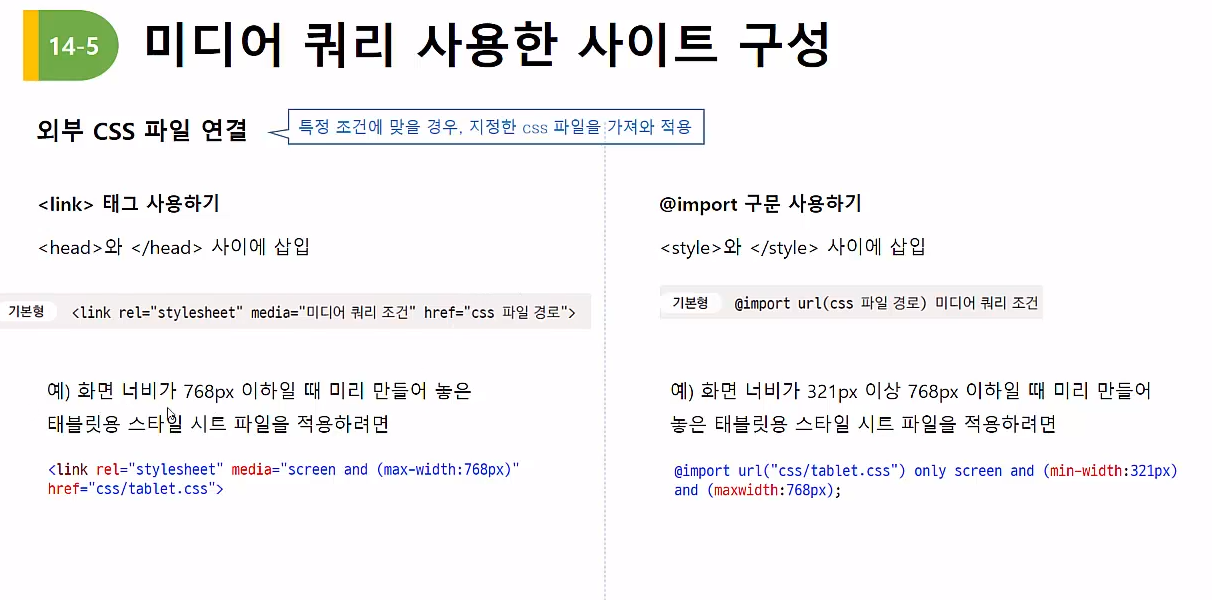 14-5 미디어 쿼리 사용한 사이트 구성
외부 CSS 파일 연결
특정 조건에 맞을 경우, 지정한 css 파일을 가져와 적용
<link> 태그 사용하기
<head>와 </head> 사이에 삽입
기본형 <link rel="stylesheet" media="미디어 쿼리 조건" href="css 파일 경로">
예) 화면 너비가 768px 이하일 때 미리 만들어 놓은
태블릿용 스타일 시트 파일을 적용하려면
<link rel="stylesheet" media="screen and (max-width:768px)"
href="css/tablet.css">
@import 구문 사용하기
<style>와 </style> 사이에 삽입
기본형 @import url(css 파일 경로) 미디어 쿼리 조건
예) 화면 너비가 321px 이상 768px 이하일 때 미리 만들어
놓은 태블릿용 스타일 시트 파일을 적용하려면
@import url("css/tablet.css") only screen and (min-width:321px)
and (maxwidth:768px);